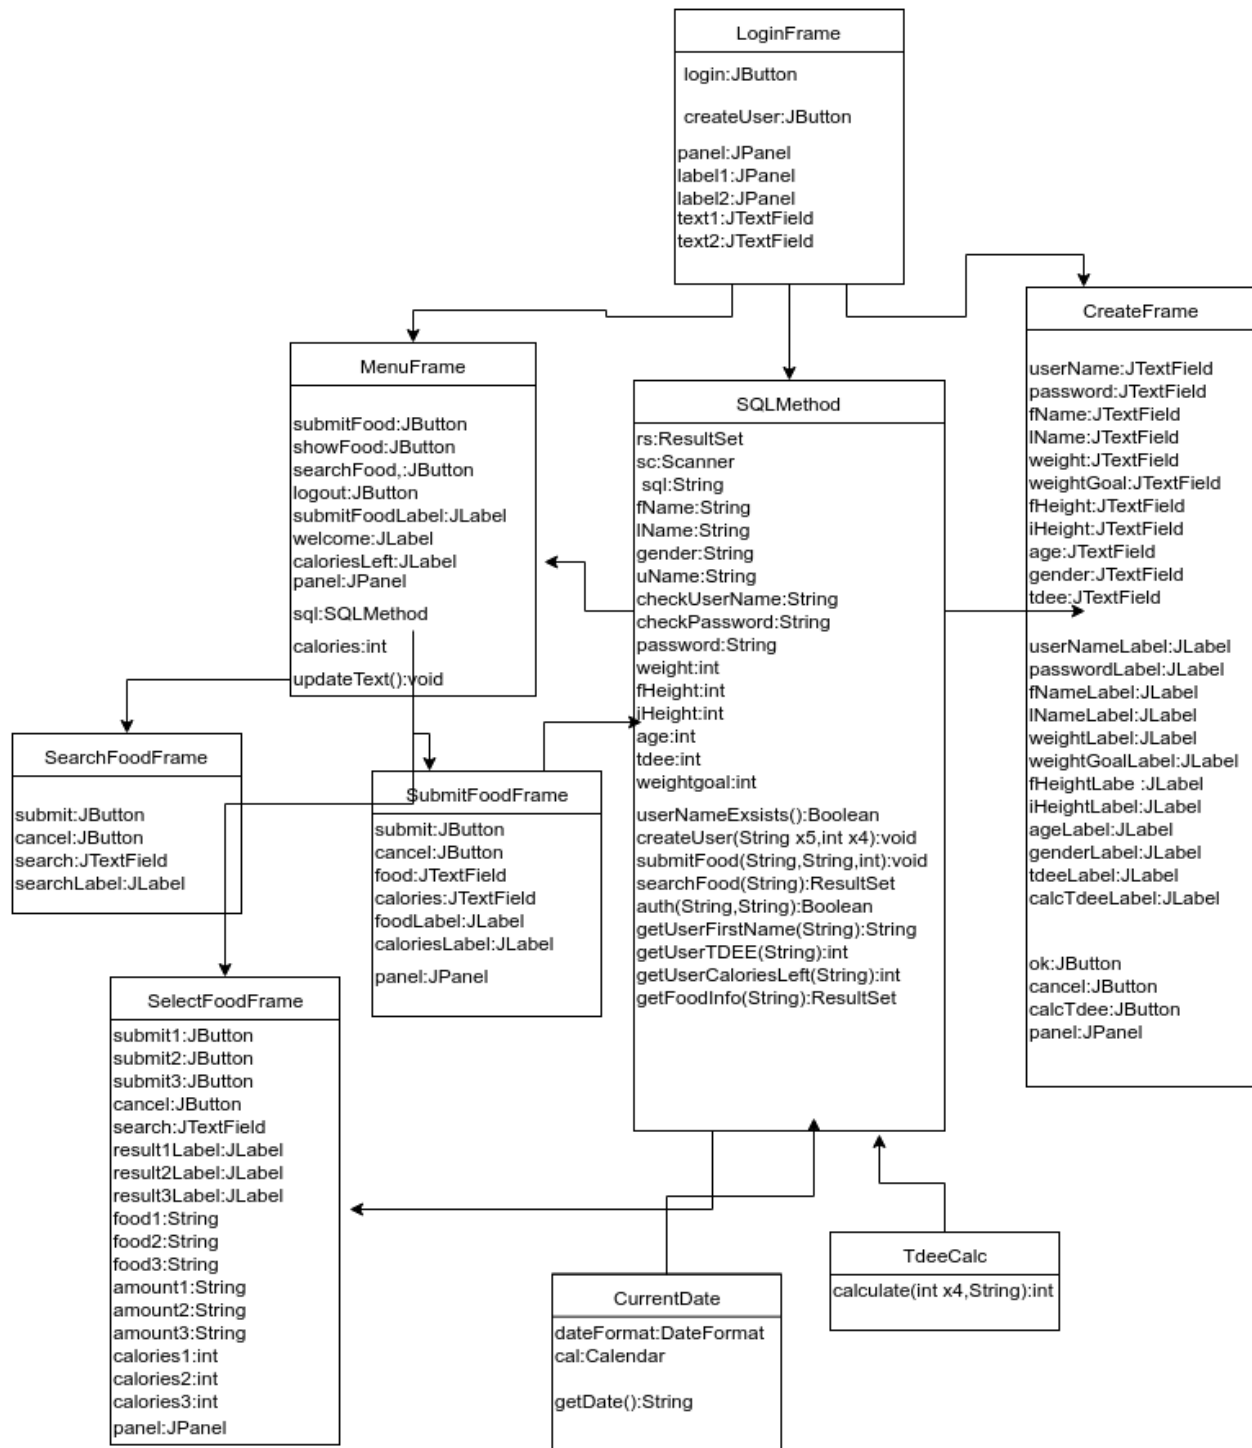 LoginFrame
login:JButton
createUser:JButton
panel:JPanel
label1:JPanel
label2:JPanel
text1:JTextField
text2:JTextField
MenuFrame
submitFood:JButton
showFood:JButton
searchFood,:JButton
logout:JButton
submitFoodLabel:JLabel
welcome:JLabel
caloriesLeft:JLabel
panel:JPanel
sql:SQLMethod
calories:int
updateText():void
SQLMethod
rs:ResultSet
sc:Scanner
sql:String
fName:String
lName:String
gender:String
uName:String
checkUserName:String
checkPassword:String
password:String
weight:int
fHeight:int
iHeight:int
age:int
tdee:int
weightgoal:int
userNameExsists():Boolean
createUser(String x5,int x4):void
submitFood(String,String,int):void
searchFood(String):ResultSet
auth(String,String):Boolean
getUserFirstName(String):String
getUserTDEE(String):int
getUserCaloriesLeft(String):int
getFoodInfo(String):ResultSet
CreateFrame
userName:JTextField
password:JTextField
fName:JTextField
lName:JTextField
weight:JTextField
weightGoal:JTextField
fHeight:JTextField
iHeight:JTextField
age:JTextField
gender:JTextField
tdee:JTextField
userNameLabel:JLabel
passwordLabel:JLabel
fNameLabel:JLabel
lNameLabel:JLabel
weightLabel:JLabel
weightGoalLabel:JLabel
fHeightLabe :JLabel
iHeightLabel:JLabel
ageLabel:JLabel
genderLabel:JLabel
tdeeLabel:JLabel
calcTdeeLabel:JLabel
ok:JButton
cancel:JButton
calcTdee:JButton
panel:JPanel
SearchFoodFrame
submit:JButton
cancel:JButton
search:JTextField
searchLabel:JLabel
SubmitFoodFrame
submit:JButton
cancel:JButton
food:JTextField
calories:JTextField
foodLabel:JLabel
caloriesLabel:JLabel
panel:JPanel
SelectFoodFrame
submit1:JButton
submit2:JButton
submit3:JButton
cancel:JButton
search:JTextField
result1Label:JLabel
result2Label:JLabel
result3Label:JLabel
food1:String
food2:String
food3:String
amount1:String
amount2:String
amount3:String
calories1:int
calories2:int
calories3:int
panel:JPanel
CurrentDate
dateFormat:DateFormat
cal:Calendar
getDate():String
TdeeCalc
calculate(int x4,String):int